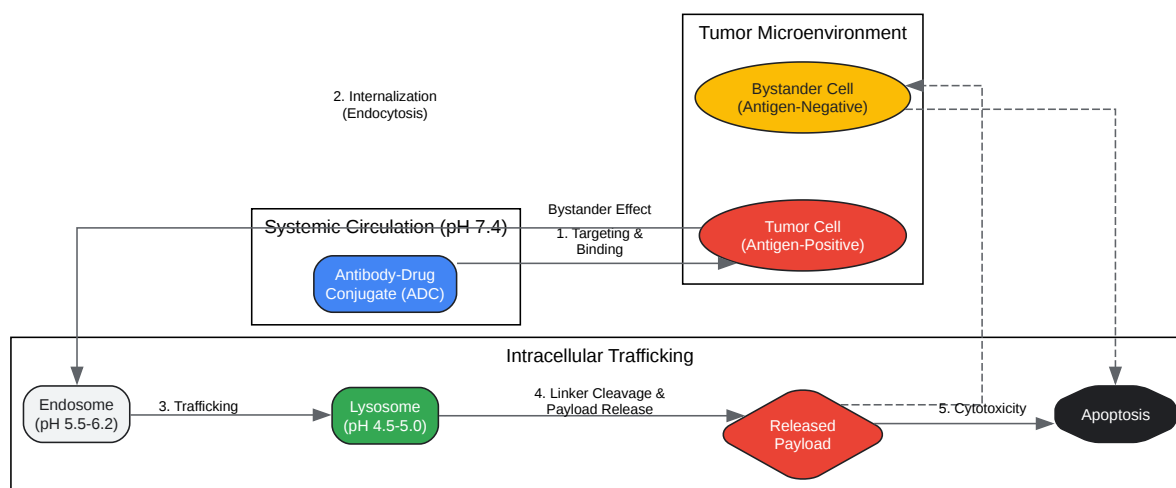 Tumor Microenvironment
Bystander Cell
(Antigen-Negative)
2. Internalization
(Endocytosis)
Bystander Effect
Systemic Circulation (pH 7.4)
1. Targeting &
Binding
Tumor Cell
(Antigen-Positive)
Antibody-Drug
Conjugate (ADC)
Intracellular Trafficking
Endosome
(pH 5.5-6.2)
3. Trafficking
Lysosome
(pH 4.5-5.0)
4. Linker Cleavage &
Payload Release
Released
Payload
5. Cytotoxicity
Apoptosis